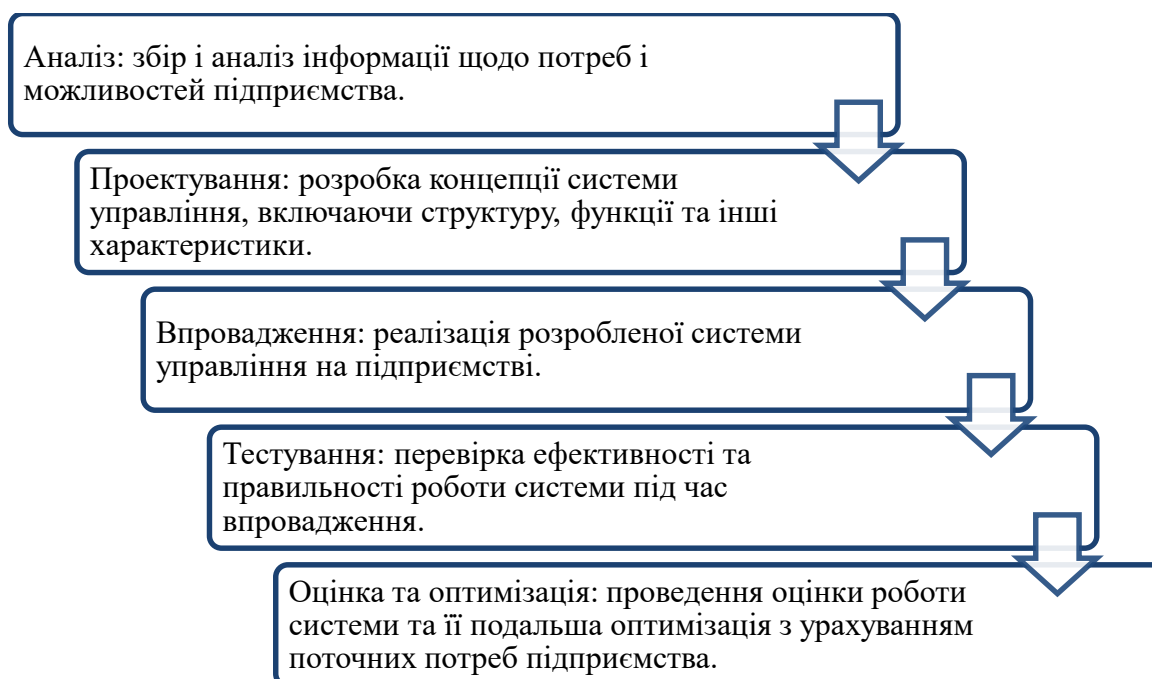 Аналіз: збір і аналіз інформації щодо потреб і
можливостей підприємства.
Проектування: розробка концепції системи
управління, включаючи структуру, функції та інші
характеристики.
Впровадження: реалізація розробленої системи
управління на підприємстві.
Тестування: перевірка ефективності та
правильності роботи системи під час
впровадження.
Оцінка та оптимізація: проведення оцінки роботи
системи та її подальша оптимізація з урахуванням
поточних потреб підприємства.